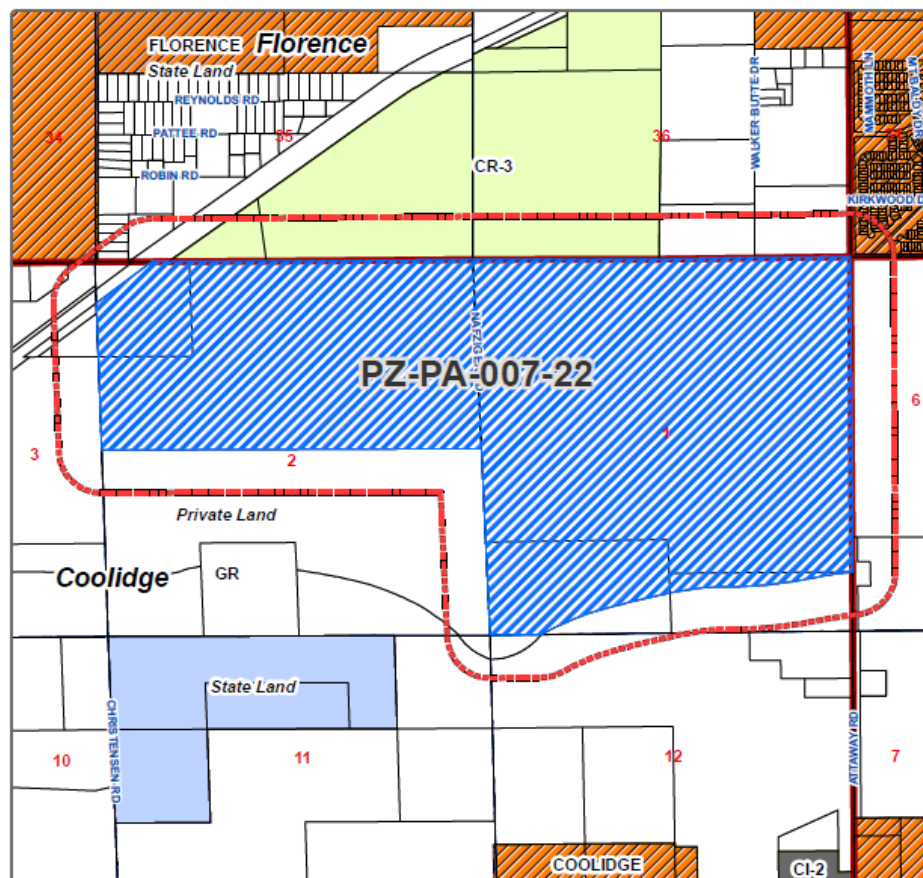 FLORENCE Florence
State Land
REYNOLDS RD
PATTEE RD
ROBIN RD
34
35
36
CR-3
WALKER BUTTE DR
MAMMOTH LN
KIRKWOOD D
PZ-PA-007-22
6
1
3
2
Private Land
Coolidge
GR
State Land
CHRISTENSEN RD
ATTAWAY RD
10
11
12
7
COOLIDGE
CI-2